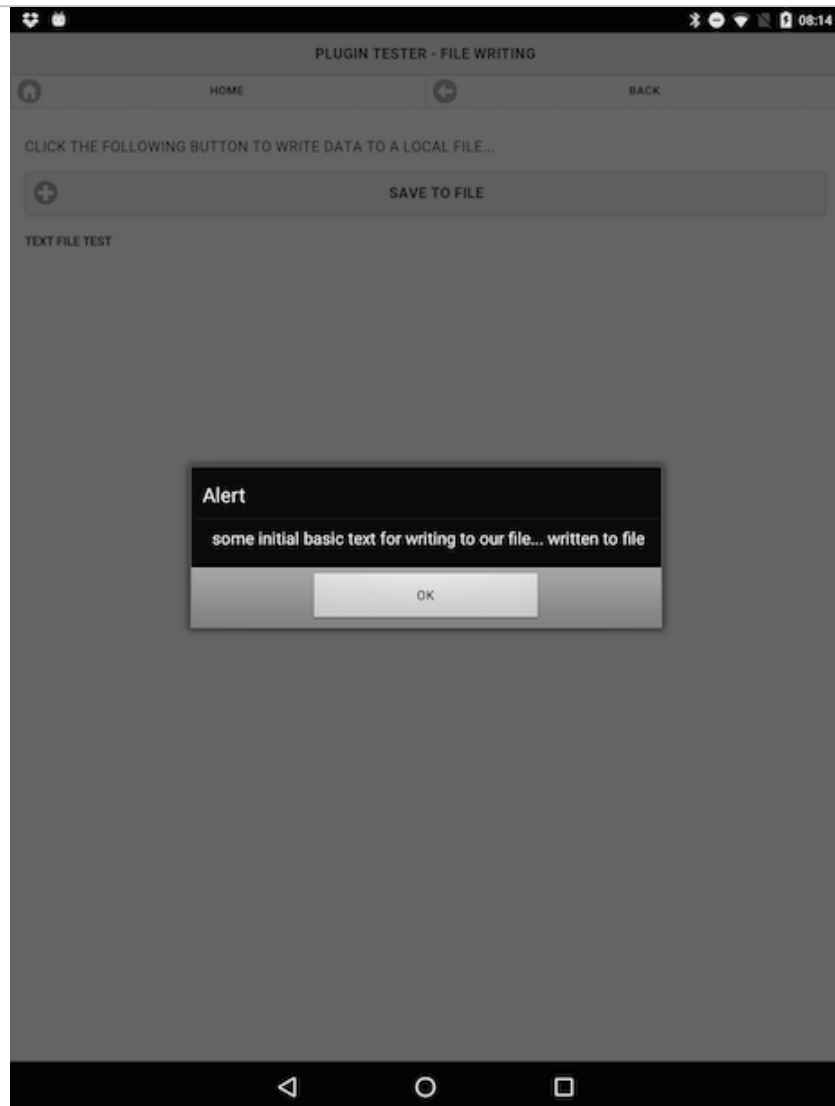 08:14
PLUGIN TESTER - FILE WRITING
HOME
BACK
CLICK THE FOLLOWING BUTTON TO WRITE DATA TO A LOCAL FILE...
SAVE TO FILE
TEXT FILE TEST
Alert
some initial basic text for writing to our file... written to file
OK